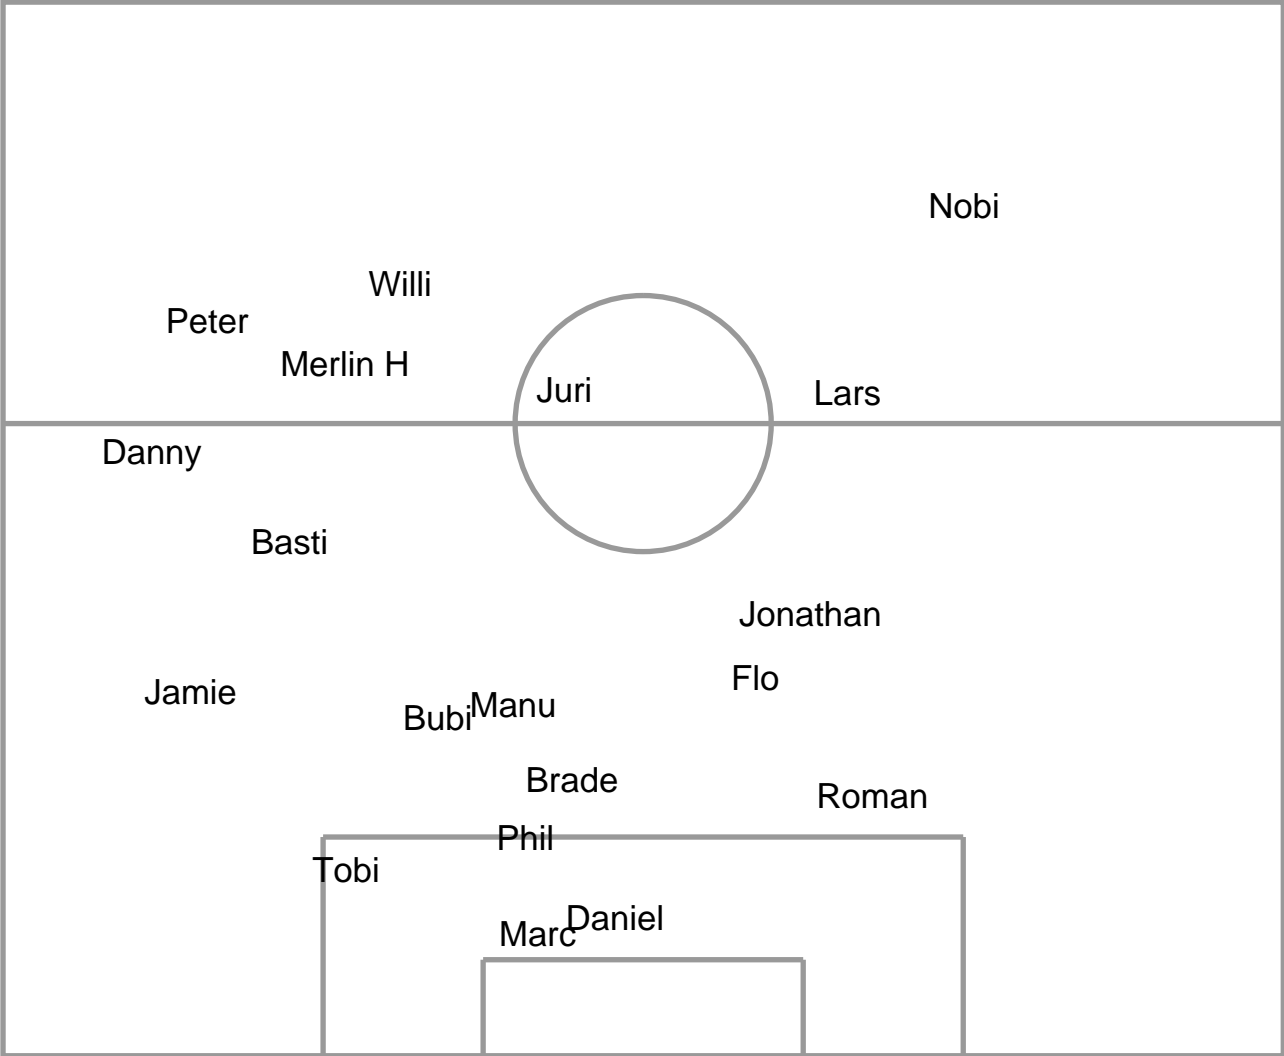 Nobi
Willi
Peter
Merlin H
Juri
Lars
Danny
Basti
Jonathan
Flo
Jamie
Manu
Bubi
Brade
Roman
Phil
Tobi
Daniel
Marc